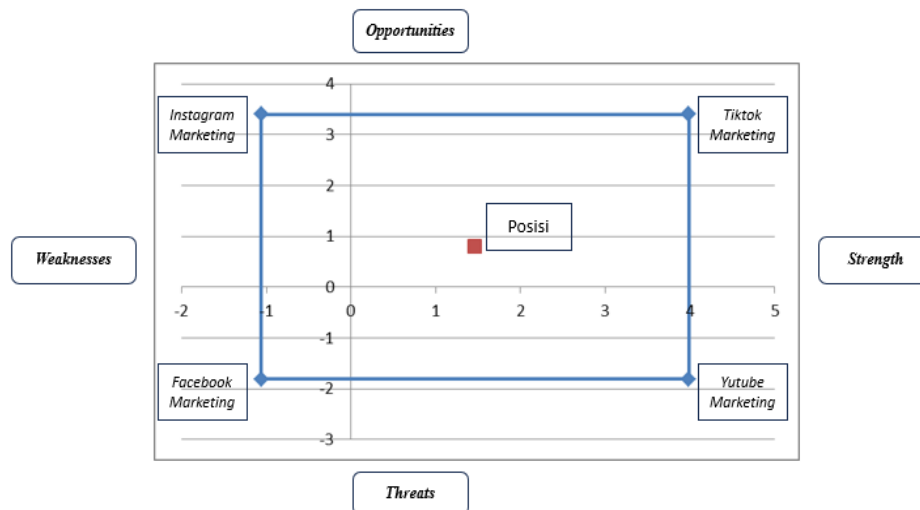 Opportunities
4
Instagram
Marketing
Tiktok
Marketing
3
2
Posisi
1
Weaknesses
Strength
0
-2
-1
0
1
2
3
4
5
-1
Facebook
Marketing
Yutube
Marketing
-2
-3
Threats